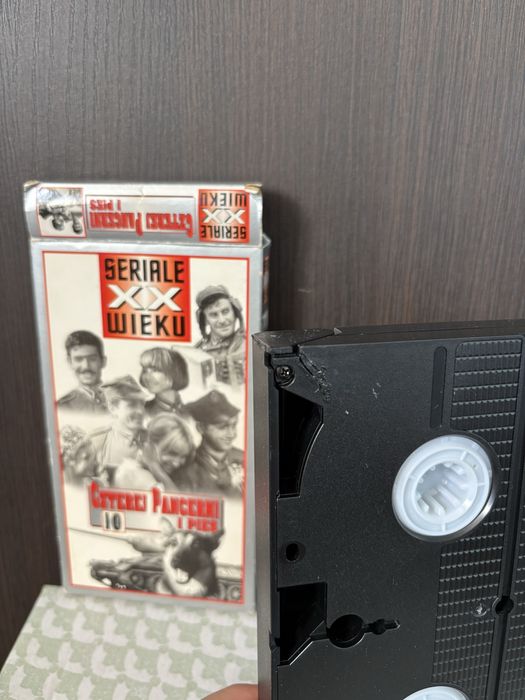 SERIALE
XX
WIEKU
CZTEREJ PANCERNI
I PIES
SERIALE
XX
WIEKU
CZTEREJ PANCERNI
10
I PIES